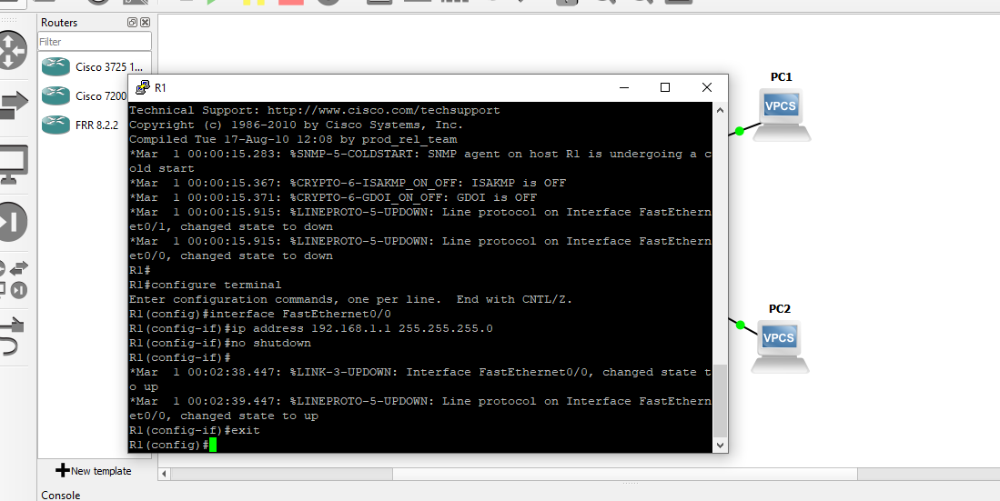 Routers
Filter
Cisco 3725 1...
Cisco 7200
FRR 8.2.2
R1
Technical Support: http://www.cisco.com/techsupport
Copyright (c) 1986-2010 by Cisco Systems, Inc.
Compiled Tue 17-Aug-10 12:08 by prod_rel_team
*Mar  1 00:00:15.283: %SNMP-5-COLDSTART: SNMP agent on host R1 is undergoing a c
old start
*Mar  1 00:00:15.367: %CRYPTO-6-ISAKMP_ON_OFF: ISAKMP is OFF
*Mar  1 00:00:15.371: %CRYPTO-6-GDOI_ON_OFF: GDOI is OFF
*Mar  1 00:00:15.915: %LINEPROTO-5-UPDOWN: Line protocol on Interface FastEthern
et0/1, changed state to down
*Mar  1 00:00:15.915: %LINEPROTO-5-UPDOWN: Line protocol on Interface FastEthern
et0/0, changed state to down
R1#
R1#configure terminal
Enter configuration commands, one per line.  End with CNTL/Z.
R1(config)#interface FastEthernet0/0
R1(config-if)#ip address 192.168.1.1 255.255.255.0
R1(config-if)#no shutdown
R1(config-if)#
*Mar  1 00:02:38.447: %LINK-3-UPDOWN: Interface FastEthernet0/0, changed state t
o up
*Mar  1 00:02:39.447: %LINEPROTO-5-UPDOWN: Line protocol on Interface FastEthern
et0/0, changed state to up
R1(config-if)#exit
R1(config)#
PC1
VPCS
PC2
VPCS
New template
Console